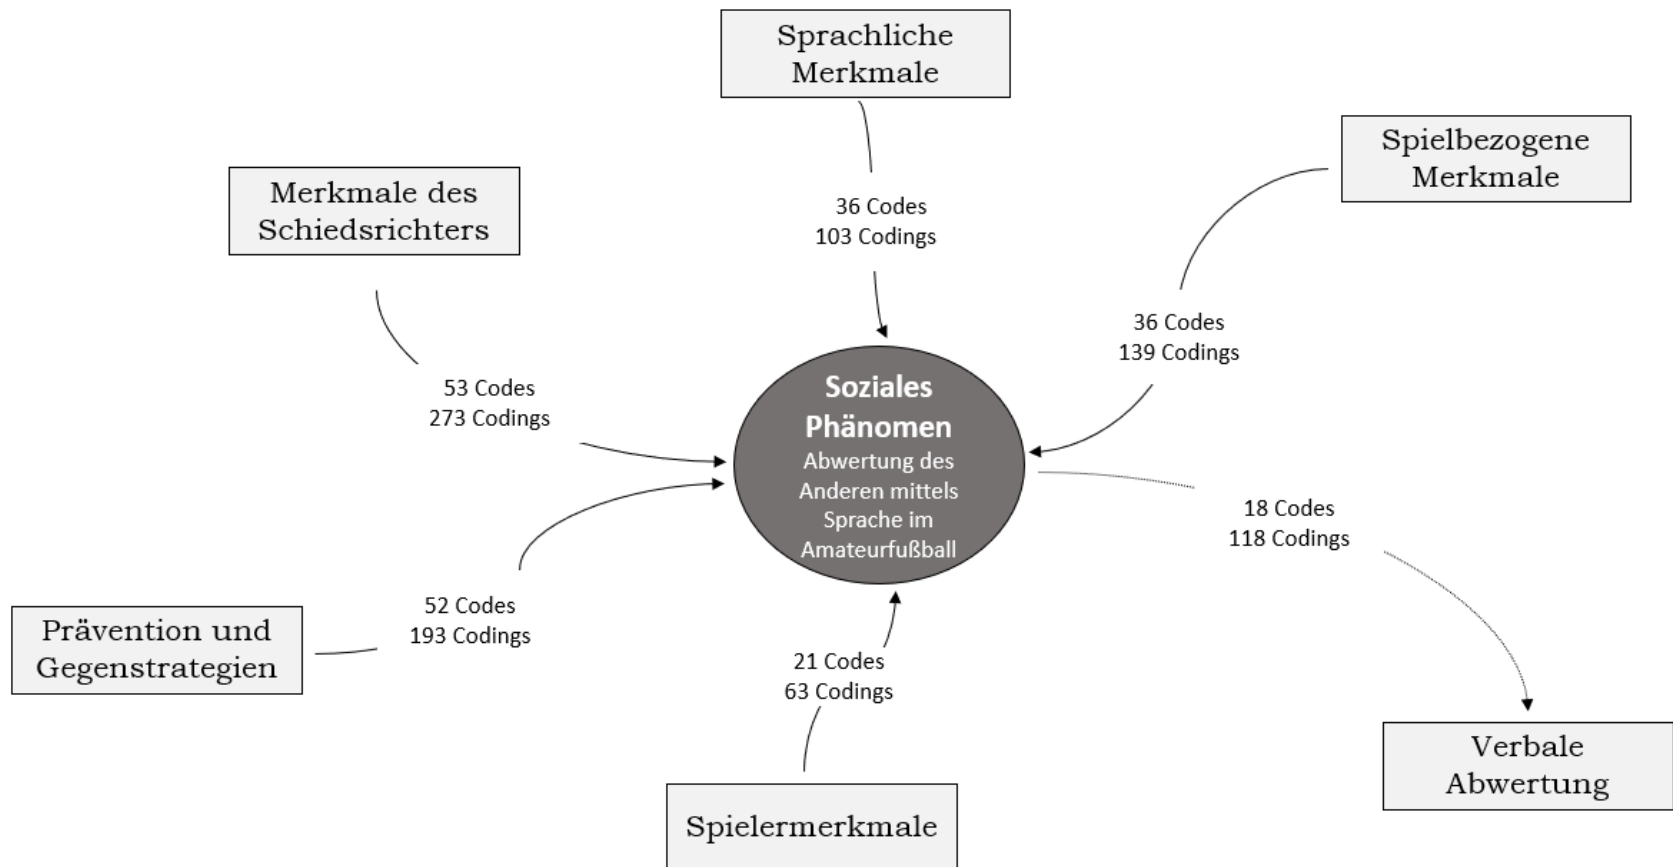 Sprachliche
Merkmale
Spielbezogene
Merkmale
Merkmale des
Schiedsrichters
36 Codes
103 Codings
36 Codes
139 Codings
53 Codes
273 Codings
Soziales
Phänomen
Abwertung des
Anderen mittels
Sprache im
Amateurfußball
18 Codes
118 Codings
Prävention und
Gegenstrategien
52 Codes
193 Codings
21 Codes
63 Codings
Verbale
Abwertung
Spielermerkmale